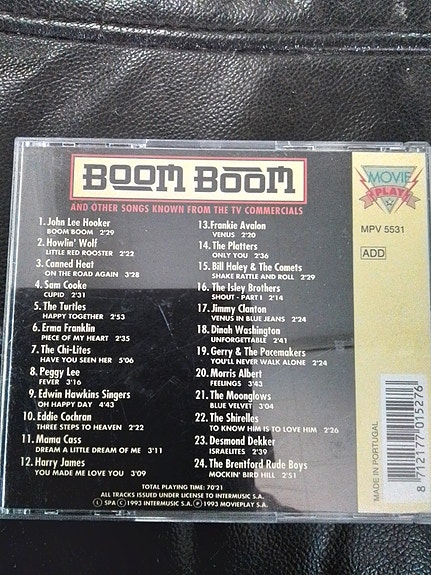 BOOM BOOM
AND OTHER SONGS KNOWN FROM THE TV COMMERCIALS
1. John Lee Hooker
BOOM BOOM 2'29
2. Howlin' Wolf
LITTLE RED ROOSTER 2'22
3. Canned Heat
ON THE ROAD AGAIN 3'28
4. Sam Cooke
CUPID 2'31
5. The Turtles
HAPPY TOGETHER 2'53
6. Erma Franklin
PIECE OF MY HEART 2'35
7. The Chi-Lites
HAVE YOU SEEN HER 5'06
8. Peggy Lee
FEVER 3'16
9. Edwin Hawkins Singers
OH HAPPY DAY 4'43
10. Eddie Cochran
THREE STEPS TO HEAVEN 2'22
11. Mama Cass
DREAM A LITTLE DREAM OF ME 3'11
12. Harry James
YOU MADE ME LOVE YOU 3'09
13. Frankie Avalon
VENUS 2'20
14. The Platters
ONLY YOU 2'36
15. Bill Haley & The Comets
SHAKE RATTLE AND ROLL 2'29
16. The Isley Brothers
SHOUT - PART I 2'14
17. Jimmy Clanton
VENUS IN BLUE JEANS 2'24
18. Dinah Washington
UNFORGETTABLE 2'41
19. Gerry & The Pacemakers
YOU'LL NEVER WALK ALONE 2'24
20. Morris Albert
FEELINGS 3'43
21. The Moonglows
BLUE VELVET 3'04
22. The Shirelles
TO KNOW HIM IS TO LOVE HIM 2'26
23. Desmond Dekker
ISRAELITES 2'39
24. The Brentford Rude Boys
MOCKIN' BIRD HILL 2'51
TOTAL PLAYING TIME: 70'21
ALL TRACKS ISSUED UNDER LICENSE TO INTERMUSIC S.A.
Ⓛ SPA Ⓒ 1993 INTERMUSIC S.A. Ⓟ 1993 MOVIEPLAY S.A.
MOVIE
PLAY
MPV 5531
ADD
MADE IN PORTUGAL
8 712177 015276